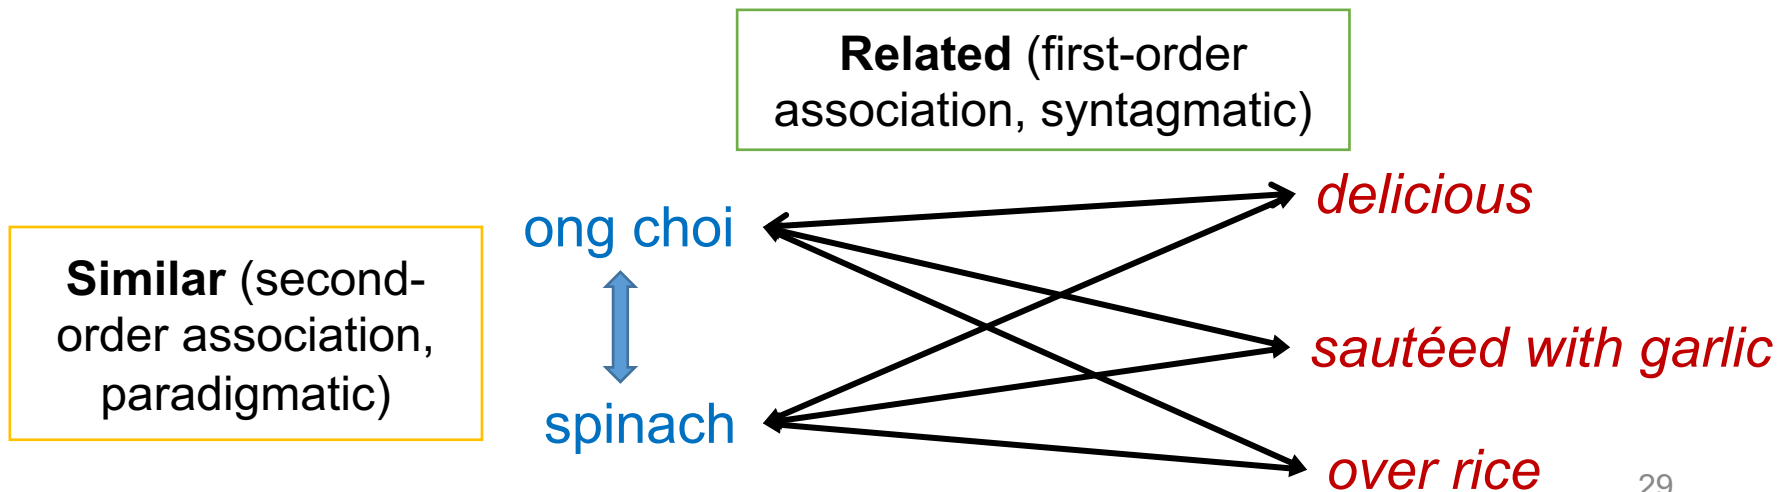 Related (first-order
association, syntagmatic)
Similar (second-
order association,
paradigmatic)
ong choi
spinach
delicious
sautéed with garlic
over rice
29